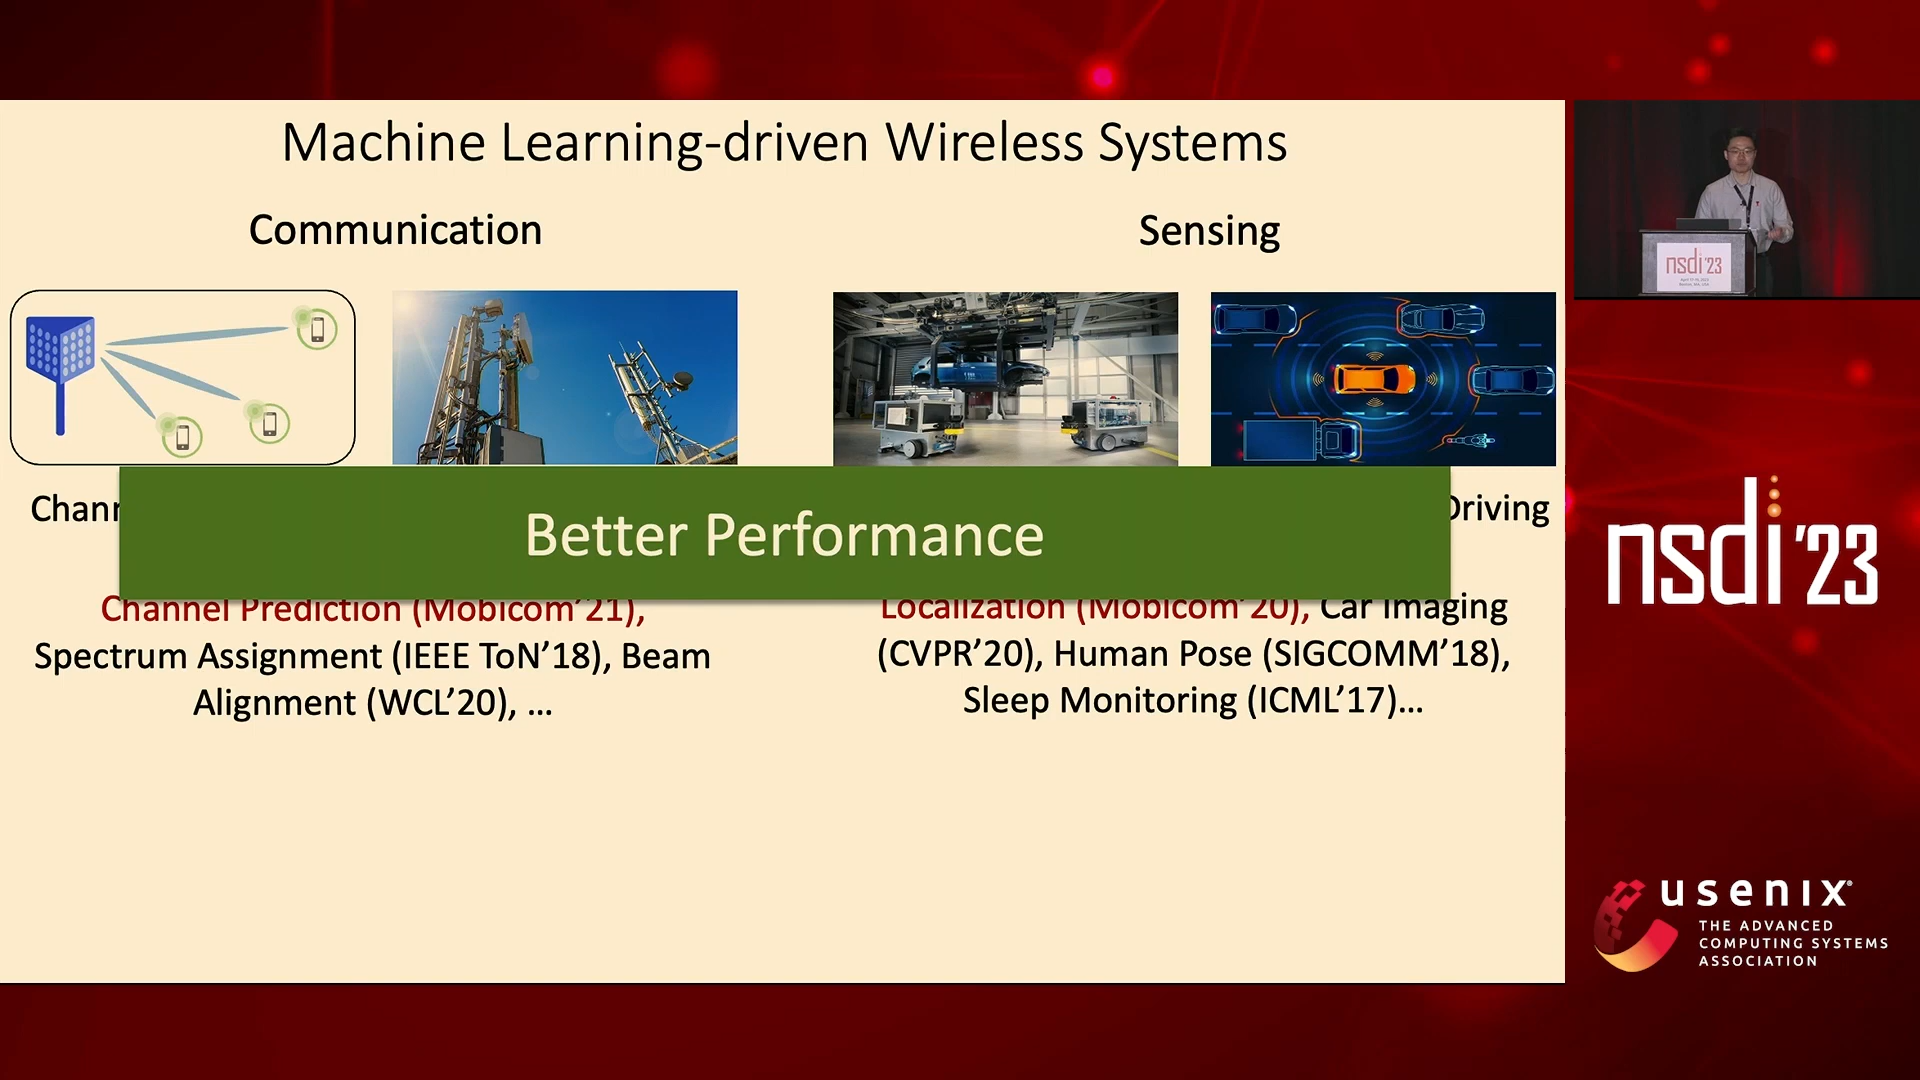 Machine Learning-driven Wireless Systems
Communication
Sensing
Driving
Better Performance
Channel Prediction (Mobicom’21),
Spectrum Assignment (IEEE ToN’18), Beam
Alignment (WCL’20), ...
Localization (Mobicom’20), Car Imaging
(CVPR’20), Human Pose (SIGCOMM’18),
Sleep Monitoring (ICML’17)...
nsdi '23
nsdi '23
usenix®
THE ADVANCED
COMPUTING SYSTEMS
ASSOCIATION